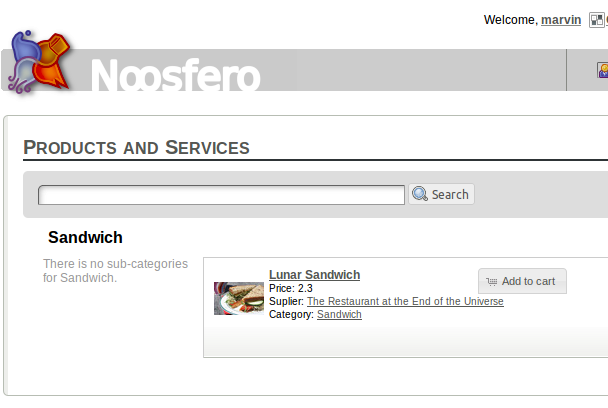 Welcome, marvin
Noosfero
Products and Services
Search
Sandwich
There is no sub-categories
for Sandwich.
Lunar Sandwich
Price: 2.3
Suplier: The Restaurant at the End of the Universe
Category: Sandwich
Add to cart